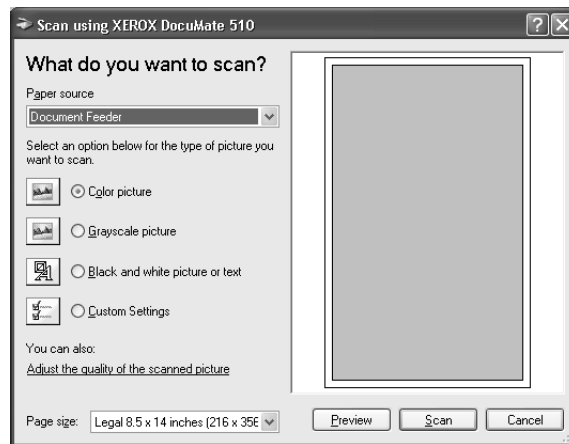 Scan using XEROX DocuMate 510
What do you want to scan?
Paper source
Document Feeder
Select an option below for the type of picture you
want to scan.
Color picture
Grayscale picture
Black and white picture or text
Custom Settings
You can also:
Adjust the quality of the scanned picture
Page size: Legal 8.5 x 14 inches (216 x 356
Preview Scan Cancel